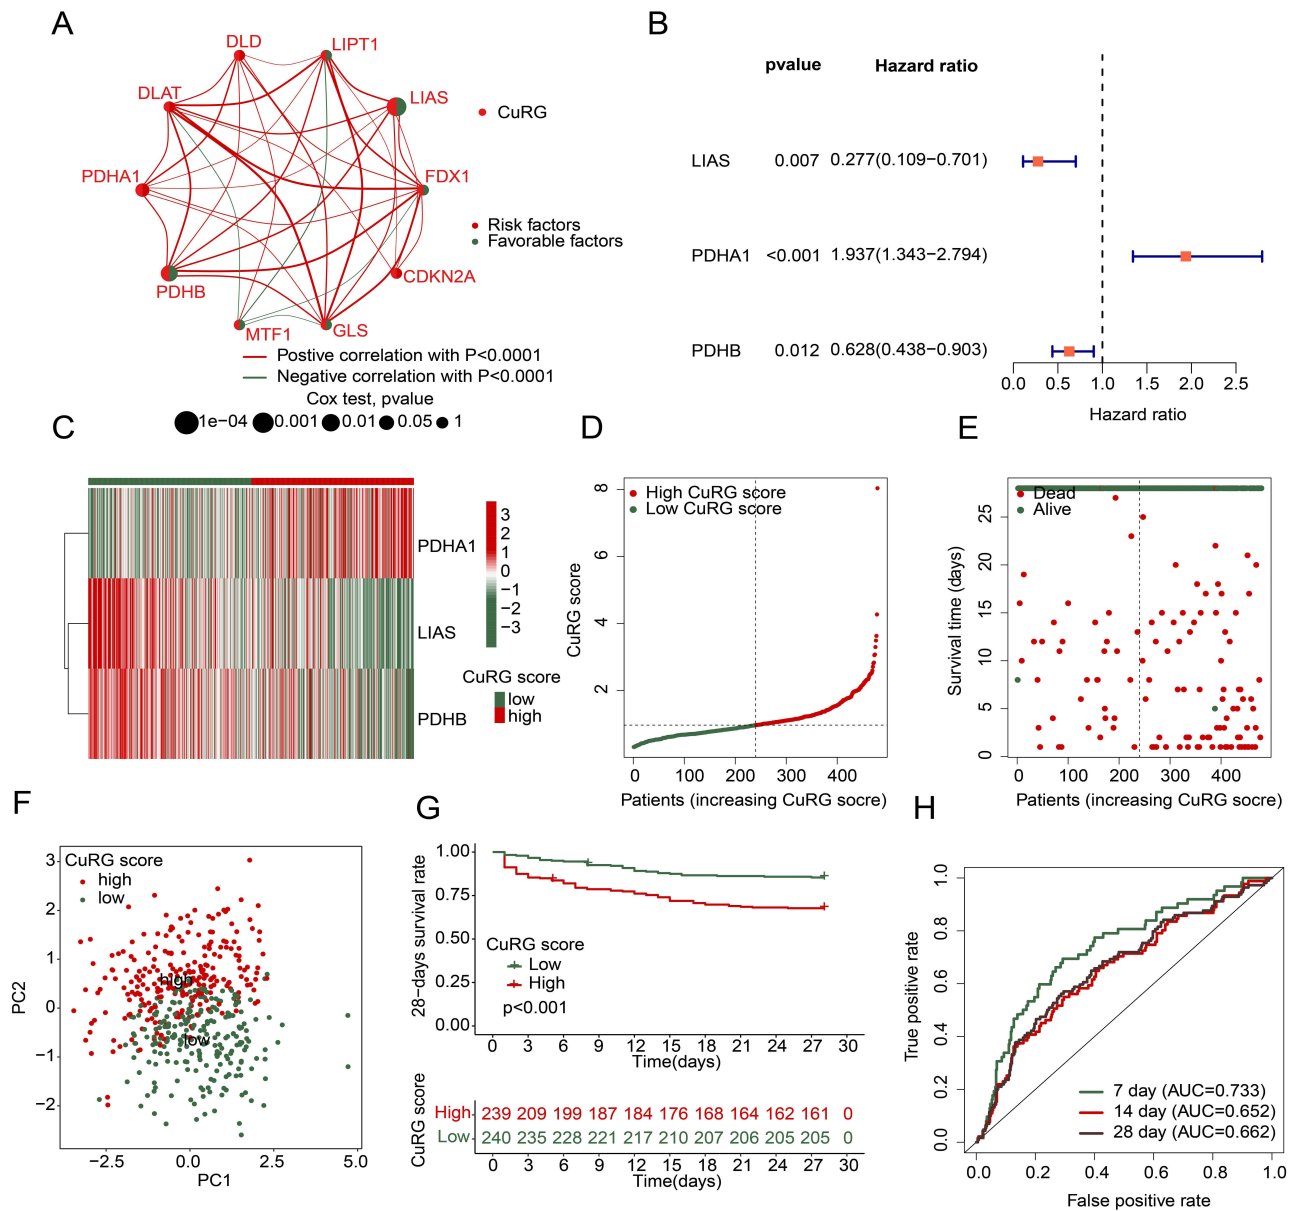 A
DLD
LIPT1
DLAT
LIAS
CuRG
PDHA1
FDX1
Risk factors
Favorable factors
PDHB
CDKN2A
MTF1
GLS
Postive correlation with P<0.0001
Negative correlation with P<0.0001
Cox test, pvalue
1e−04 0.001 0.01 0.05 1
B
pvalue Hazard ratio
LIAS 0.007 0.277(0.109−0.701)
PDHA1 <0.001 1.937(1.343−2.794)
PDHB 0.012 0.628(0.438−0.903)
0.0 0.5 1.0 1.5 2.0 2.5
Hazard ratio
C
PDHA1
LIAS
PDHB
3
2
1
0
−1
−2
−3
CuRG score
low
high
D
High CuRG score
Low CuRG score
CuRG score
8
6
4
2
0 100 200 300 400
Patients (increasing CuRG socre)
E
Dead
Alive
Survival time (days)
25
20
15
10
5
0
0 100 200 300 400
Patients (increasing CuRG socre)
F
CuRG score
high
low
PC2
3
2
1
0
−1
−2
high
low
−2.5 0.0 2.5 5.0
PC1
G
28−days survival rate
1.00
0.75
0.50
0.25
0.00
CuRG score
Low
High
p<0.001
0 3 6 9 12 15 18 21 24 27 30
Time(days)
CuRG score
High 239 209 199 187 184 176 168 164 162 161 0
Low 240 235 228 221 217 210 207 206 205 205 0
0 3 6 9 12 15 18 21 24 27 30
Time(days)
H
True positive rate
1.0
0.8
0.6
0.4
0.2
0.0
7 day (AUC=0.733)
14 day (AUC=0.652)
28 day (AUC=0.662)
0.0 0.2 0.4 0.6 0.8 1.0
False positive rate